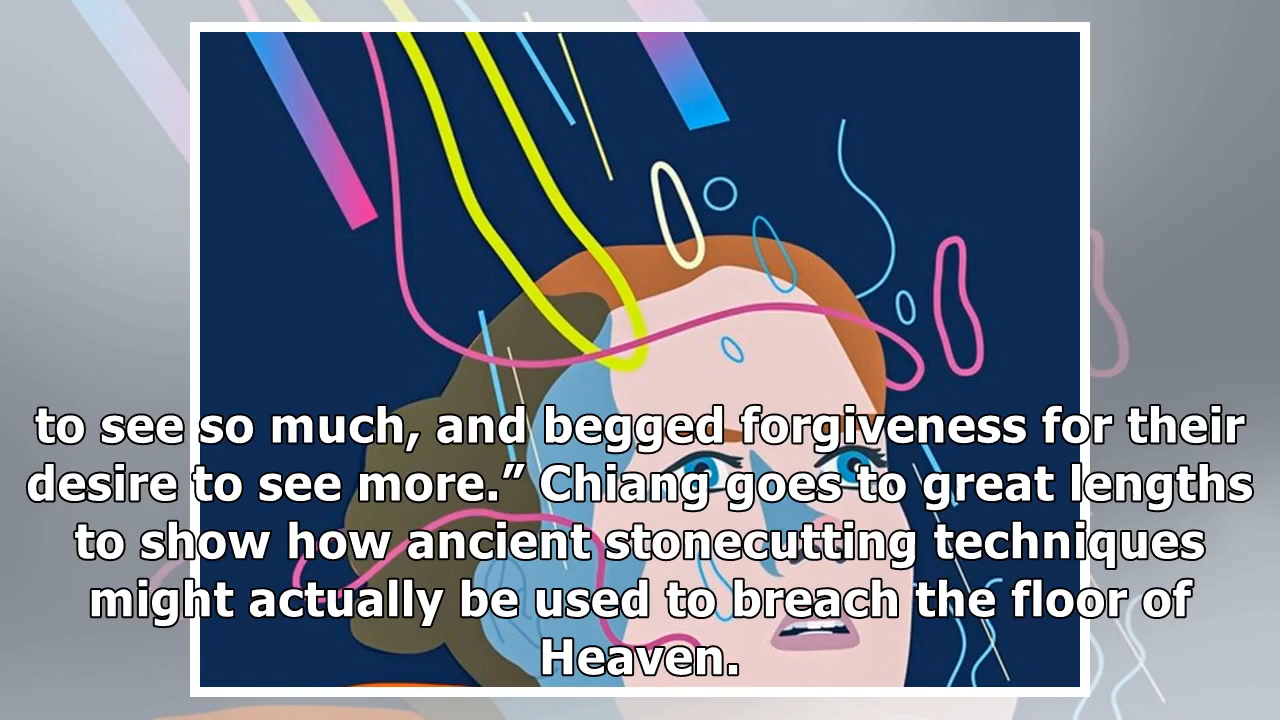 to see so much, and begged forgiveness for their
desire to see more.” Chiang goes to great lengths
to show how ancient stonecutting techniques
might actually be used to breach the floor of
Heaven.